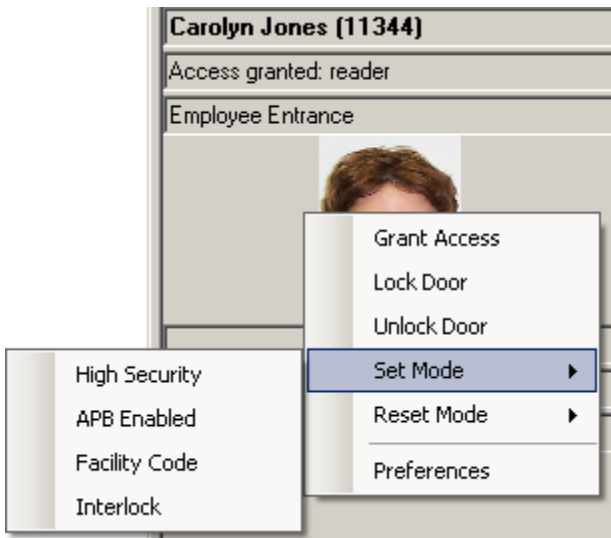 Carolyn Jones (11344)
Access granted: reader
Employee Entrance
Grant Access
Lock Door
Unlock Door
Set Mode
Reset Mode
Preferences
High Security
APB Enabled
Facility Code
Interlock